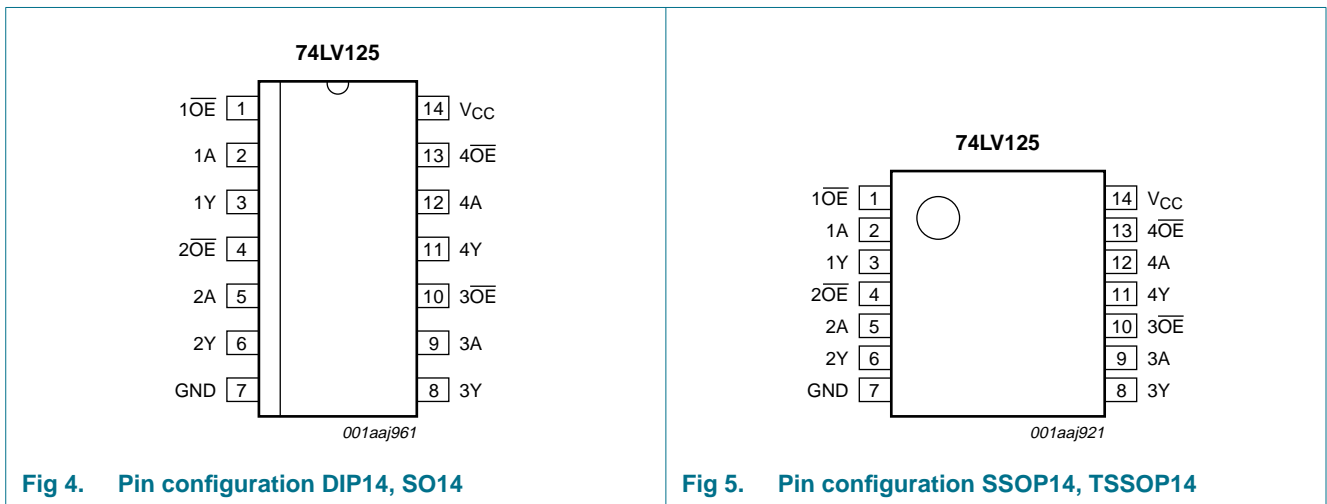 74LV125
1OE 1
14 VCC
1A 2
13 4OE
1Y 3
12 4A
2OE 4
11 4Y
2A 5
10 3OE
2Y 6
9 3A
GND 7
8 3Y
001aaj961
Fig 4. Pin configuration DIP14, SO14
74LV125
1OE 1
14 VCC
1A 2
13 4OE
1Y 3
12 4A
2OE 4
11 4Y
2A 5
10 3OE
2Y 6
9 3A
GND 7
8 3Y
001aaj921
Fig 5. Pin configuration SSOP14, TSSOP14